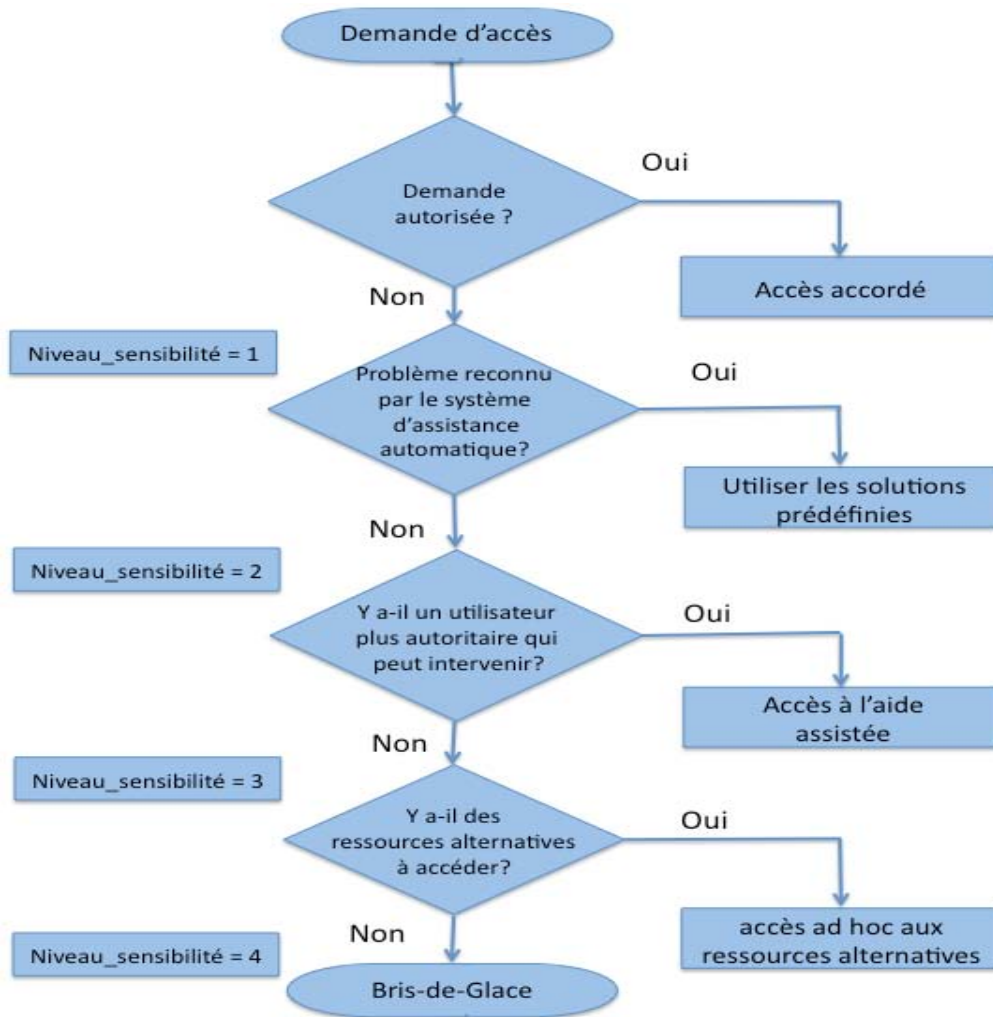 Demande d'accès
Oui
Demande
autorisée ?
Accès accordé
Non
Niveau_sensibilité = 1
Oui
Problème reconnu
par le système
d'assistance
automatique?
Utiliser les solutions
prédéfinies
Non
Niveau_sensibilité = 2
Oui
Y a-il un utilisateur
plus autoritaire qui
peut intervenir?
Accès à l'aide
assistée
Non
Niveau_sensibilité = 3
Oui
Y a-il des
ressources alternatives
à accéder?
accès ad hoc aux
ressources alternatives
Non
Niveau_sensibilité = 4
Bris-de-Glace